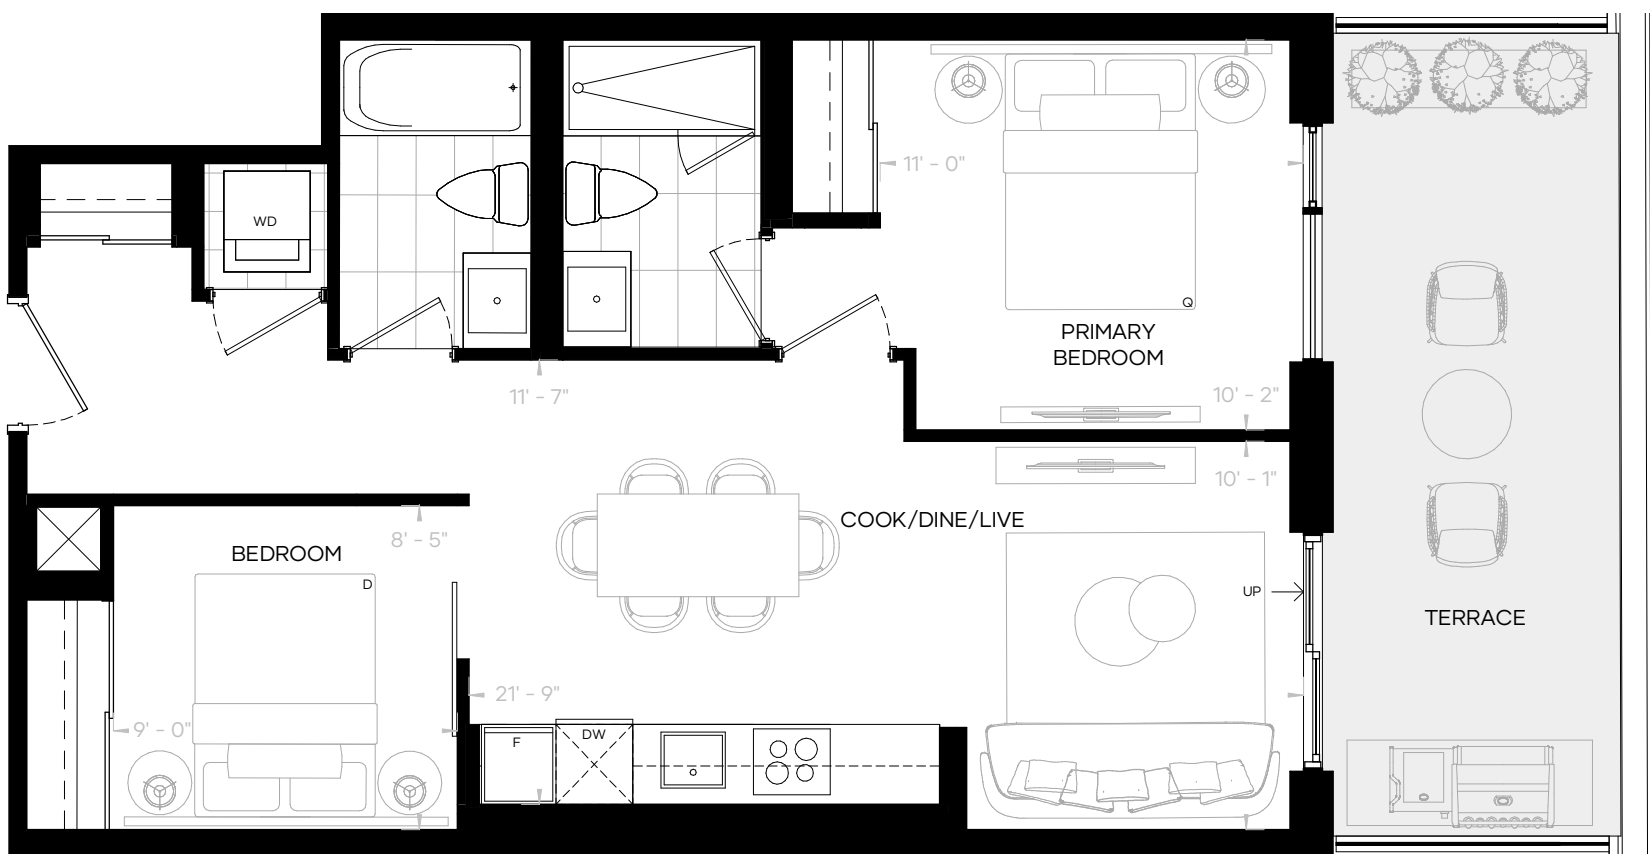 WD
11' - 0"
Q
PRIMARY
BEDROOM
11' - 7"
10' - 2"
10' - 1"
COOK/DINE/LIVE
8' - 5"
BEDROOM
D
UP
TERRACE
21' - 9"
9' - 0"
F
DW